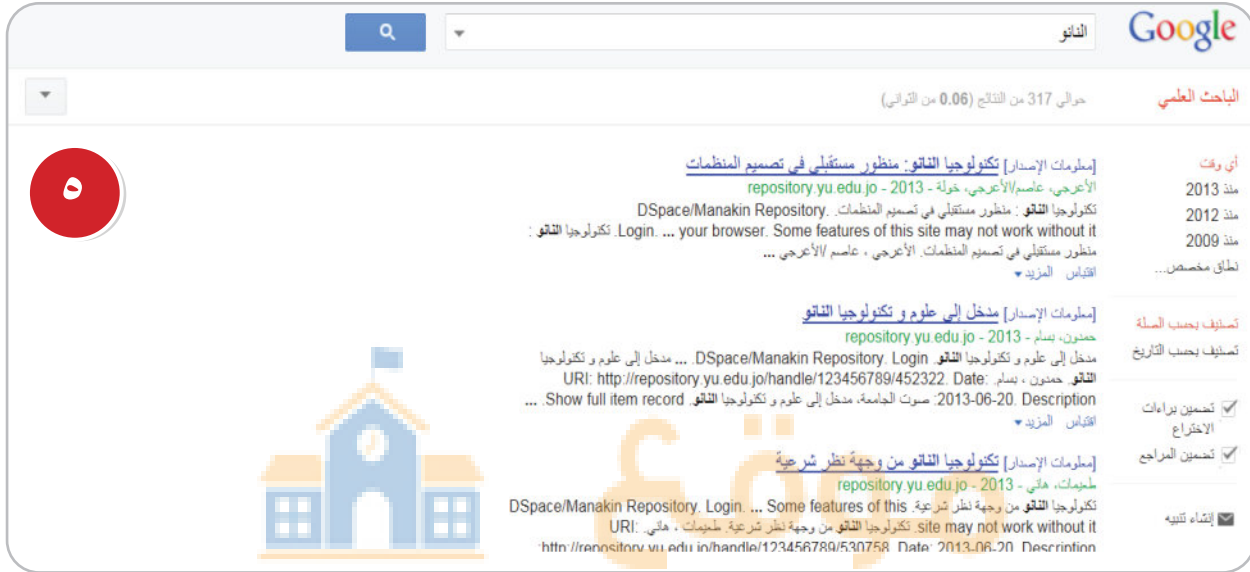 Google
النانو
الباحث العلمي
حوالي 317 من النتائج (0.06 من الثواني)
٥
أي وقت
منذ 2013
منذ 2012
منذ 2009
نطاق مخصص...
تصنيف بحسب الصلة
تصنيف بحسب التاريخ
تضمين براءات
الاختراع
تضمين المراجع
إنشاء تنبيه
[معلومات الإصدار] تكنولوجيا النانو: منظور مستقبلي في تصميم المنظمات
الأعرجي، عاصم/الأعرجي، خولة - 2013 - repository.yu.edu.jo
تكنولوجيا النانو : منظور مستقبلي في تصميم المنظمات. DSpace/Manakin Repository.
Login. ... your browser. Some features of this site may not work without it. تكنولوجيا النانو :
منظور مستقبلي في تصميم المنظمات. الأعرجي ، عاصم /الأعرجي ...
اقتباس المزيد
[معلومات الإصدار] مدخل إلى علوم و تكنولوجيا النانو
حمدون، بسام - 2013 - repository.yu.edu.jo
مدخل إلى علوم و تكنولوجيا النانو. DSpace/Manakin Repository. Login. ... مدخل إلى علوم و تكنولوجيا
النانو. حمدون ، بسام. URI: http://repository.yu.edu.jo/handle/123456789/452322. Date:
2013-06-20. Description: صوت الجامعة، مدخل إلى علوم و تكنولوجيا النانو. Show full item record. ...
اقتباس المزيد
[معلومات الإصدار] تكنولوجيا النانو من وجهة نظر شرعية
طعيمات، هاني - 2013 - repository.yu.edu.jo
تكنولوجيا النانو من وجهة نظر شرعية. DSpace/Manakin Repository. Login. ... Some features of this
site may not work without it. تكنولوجيا النانو من وجهة نظر شرعية. طعيمات ، هاني. URI:
http://repository.yu.edu.jo/handle/123456789/530758. Date: 2013-06-20. Description:
موقع